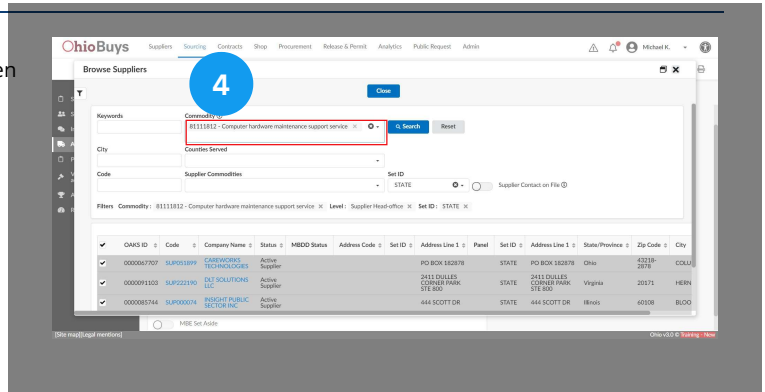 en
OhioBuys Suppliers Sourcing Contracts Shop Procurement Release & Permit Analytics Public Request Admin Michael K.
Browse Suppliers
4
Close
Keywords Commodity
81111812 - Computer hardware maintenance support service × Search Reset
City Counties Served
Code Supplier Commodities Set ID
STATE Supplier Contact on File
Filters Commodity : 81111812 - Computer hardware maintenance support service × Level : Supplier Head-office × Set ID : STATE ×
OAKS ID Code Company Name Status MBDD Status Address Code Set ID Address Line 1 Panel Set ID Address Line 1 State/Province Zip Code City
0000067707 SUP051899 CAREWORKS TECHNOLOGIES Active Supplier PO BOX 182878 STATE PO BOX 182878 Ohio 43218-2878 COLU
0000091103 SUP222190 DLT SOLUTIONS LLC Active Supplier 2411 DULLES CORNER PARK STE 800 STATE 2411 DULLES CORNER PARK STE 800 Virginia 20171 HERN
0000085744 SUP000074 INSIGHT PUBLIC SECTOR INC Active Supplier 444 SCOTT DR STATE 444 SCOTT DR Illinois 60108 BLOO
MBE Set Aside
[Site map][Legal mentions] Ohio v3.0 © Training - New